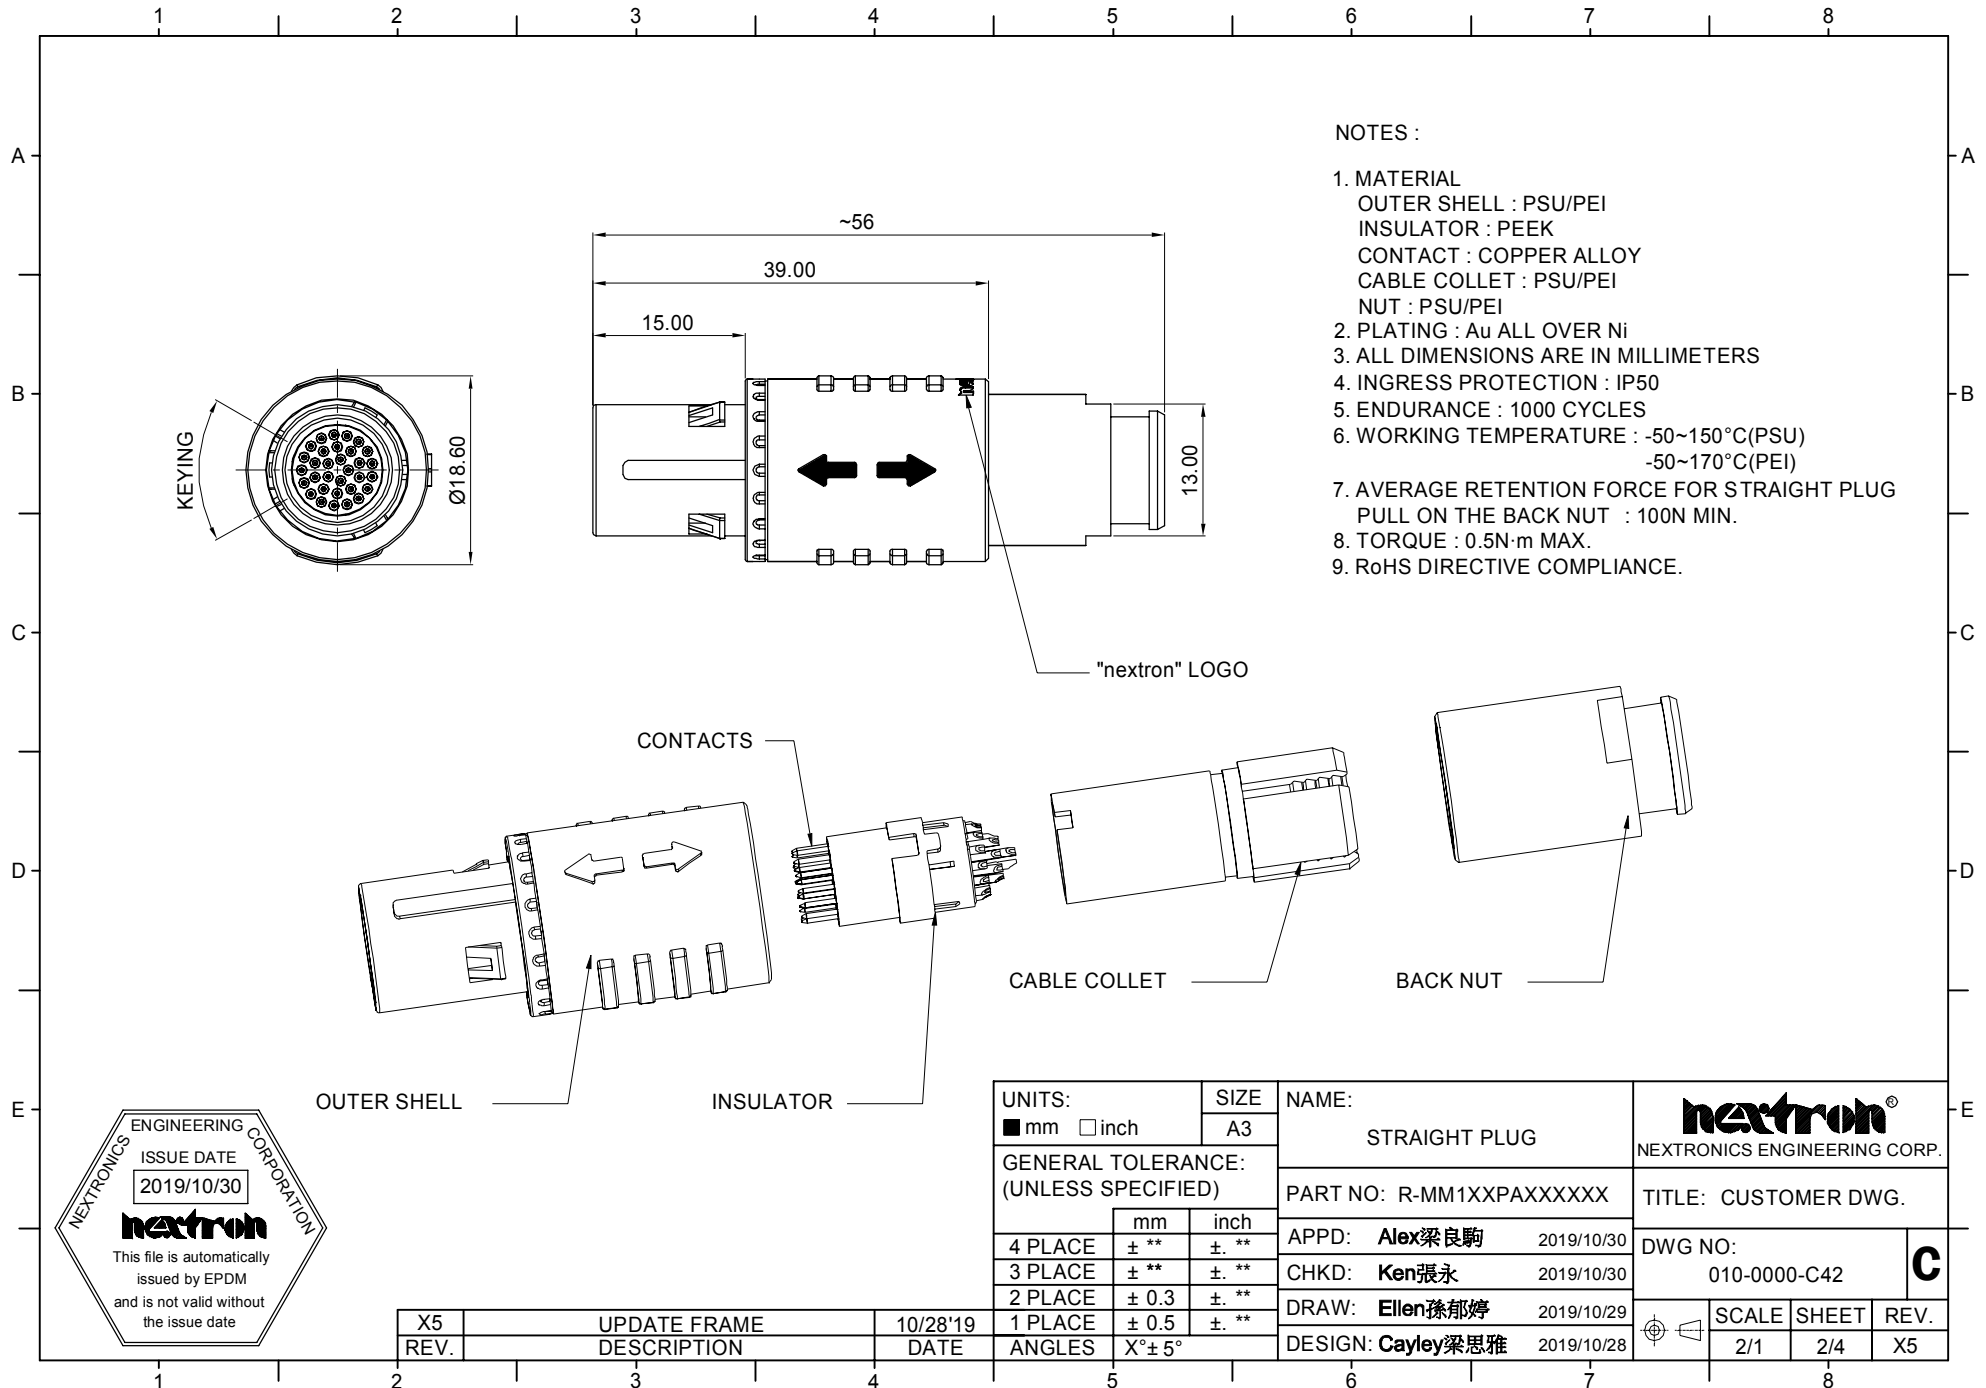 1 2 3 4 5 6 7 8
A
B
C
D
E
A
B
C
D
E
~56
39.00
15.00
KEYING
Ø18.60
13.00
"nextron" LOGO
NOTES :
1. MATERIAL
OUTER SHELL : PSU/PEI
INSULATOR : PEEK
CONTACT : COPPER ALLOY
CABLE COLLET : PSU/PEI
NUT : PSU/PEI
2. PLATING : Au ALL OVER Ni
3. ALL DIMENSIONS ARE IN MILLIMETERS
4. INGRESS PROTECTION : IP50
5. ENDURANCE : 1000 CYCLES
6. WORKING TEMPERATURE : -50~150°C(PSU)
-50~170°C(PEI)
7. AVERAGE RETENTION FORCE FOR STRAIGHT PLUG
PULL ON THE BACK NUT : 100N MIN.
8. TORQUE : 0.5N·m MAX.
9. RoHS DIRECTIVE COMPLIANCE.
CONTACTS
CABLE COLLET
BACK NUT
OUTER SHELL
INSULATOR
NEXTRONICS ENGINEERING CORPORATION
ISSUE DATE
2019/10/30
nextron
This file is automatically
issued by EPDM
and is not valid without
the issue date
X5 UPDATE FRAME 10/28'19
REV. DESCRIPTION DATE
UNITS:
■ mm □ inch
SIZE
A3
GENERAL TOLERANCE:
(UNLESS SPECIFIED)
mm inch
4 PLACE ± ** ±. **
3 PLACE ± ** ±. **
2 PLACE ± 0.3 ±. **
1 PLACE ± 0.5 ±. **
ANGLES X°± 5°
NAME:
STRAIGHT PLUG
PART NO: R-MM1XXPAXXXXXX
APPD: Alex梁良駒 2019/10/30
CHKD: Ken張永 2019/10/30
DRAW: Ellen孫郁婷 2019/10/29
DESIGN: Cayley梁思雅 2019/10/28
nextron®
NEXTRONICS ENGINEERING CORP.
TITLE: CUSTOMER DWG.
DWG NO:
010-0000-C42
C
SCALE SHEET REV.
2/1 2/4 X5
1 2 3 4 5 6 7 8